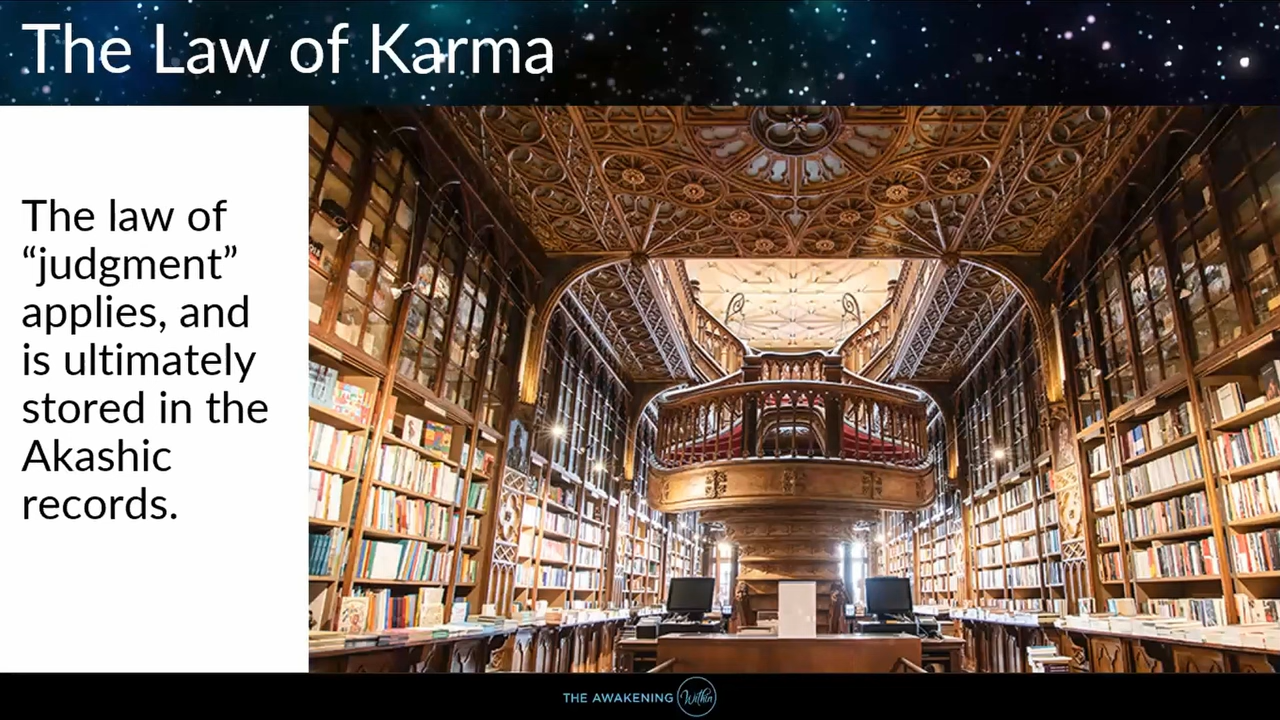 The Law of Karma
The law of
“judgment”
applies, and
is ultimately
stored in the
Akashic
records.
THE AWAKENING Within